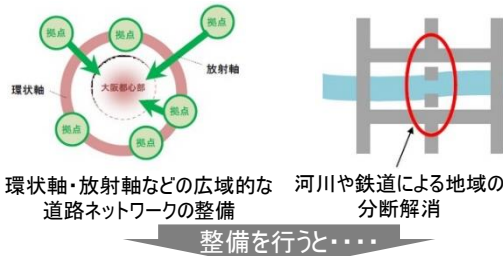 拠点
拠点
拠点
放射軸
環状軸
大阪都心部
拠点
拠点
拠点
環状軸・放射軸などの広域的な
道路ネットワークの整備
河川や鉄道による地域の
分断解消
整備を行うと・・・・